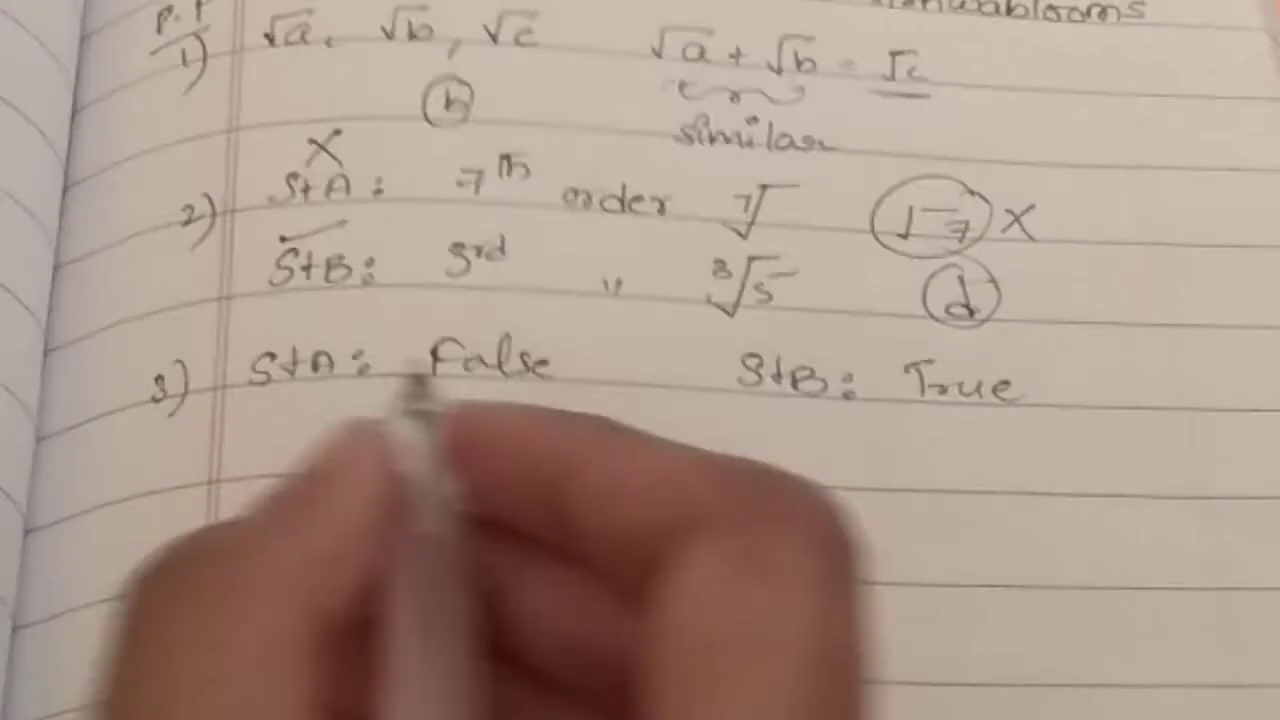 P.T
1) √a, √b, √c √a + √b = √c
(b) similar
X
2) StA: 7th order 7√ √-7 X
StB: 3rd " 3√5 (d)
3) StA: False StB: True